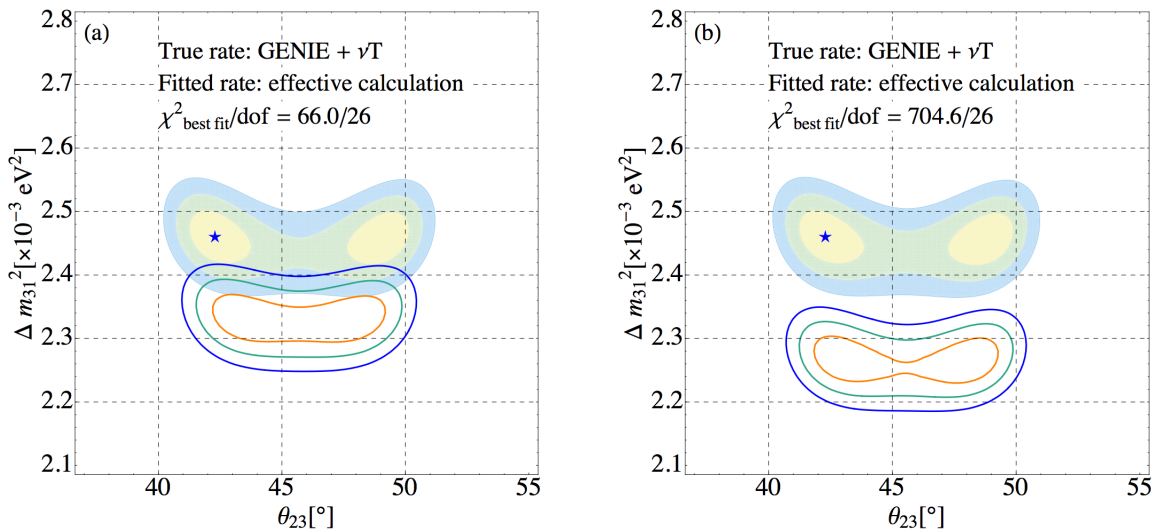 (a)
True rate: GENIE + νT
Fitted rate: effective calculation
χ²best fit/dof = 66.0/26
Δ m₃₁²[×10⁻³ eV²]
2.8
2.7
2.6
2.5
2.4
2.3
2.2
2.1
40 45 50 55
θ₂₃[°]
(b)
True rate: GENIE + νT
Fitted rate: effective calculation
χ²best fit/dof = 704.6/26
Δ m₃₁²[×10⁻³ eV²]
2.8
2.7
2.6
2.5
2.4
2.3
2.2
2.1
40 45 50 55
θ₂₃[°]